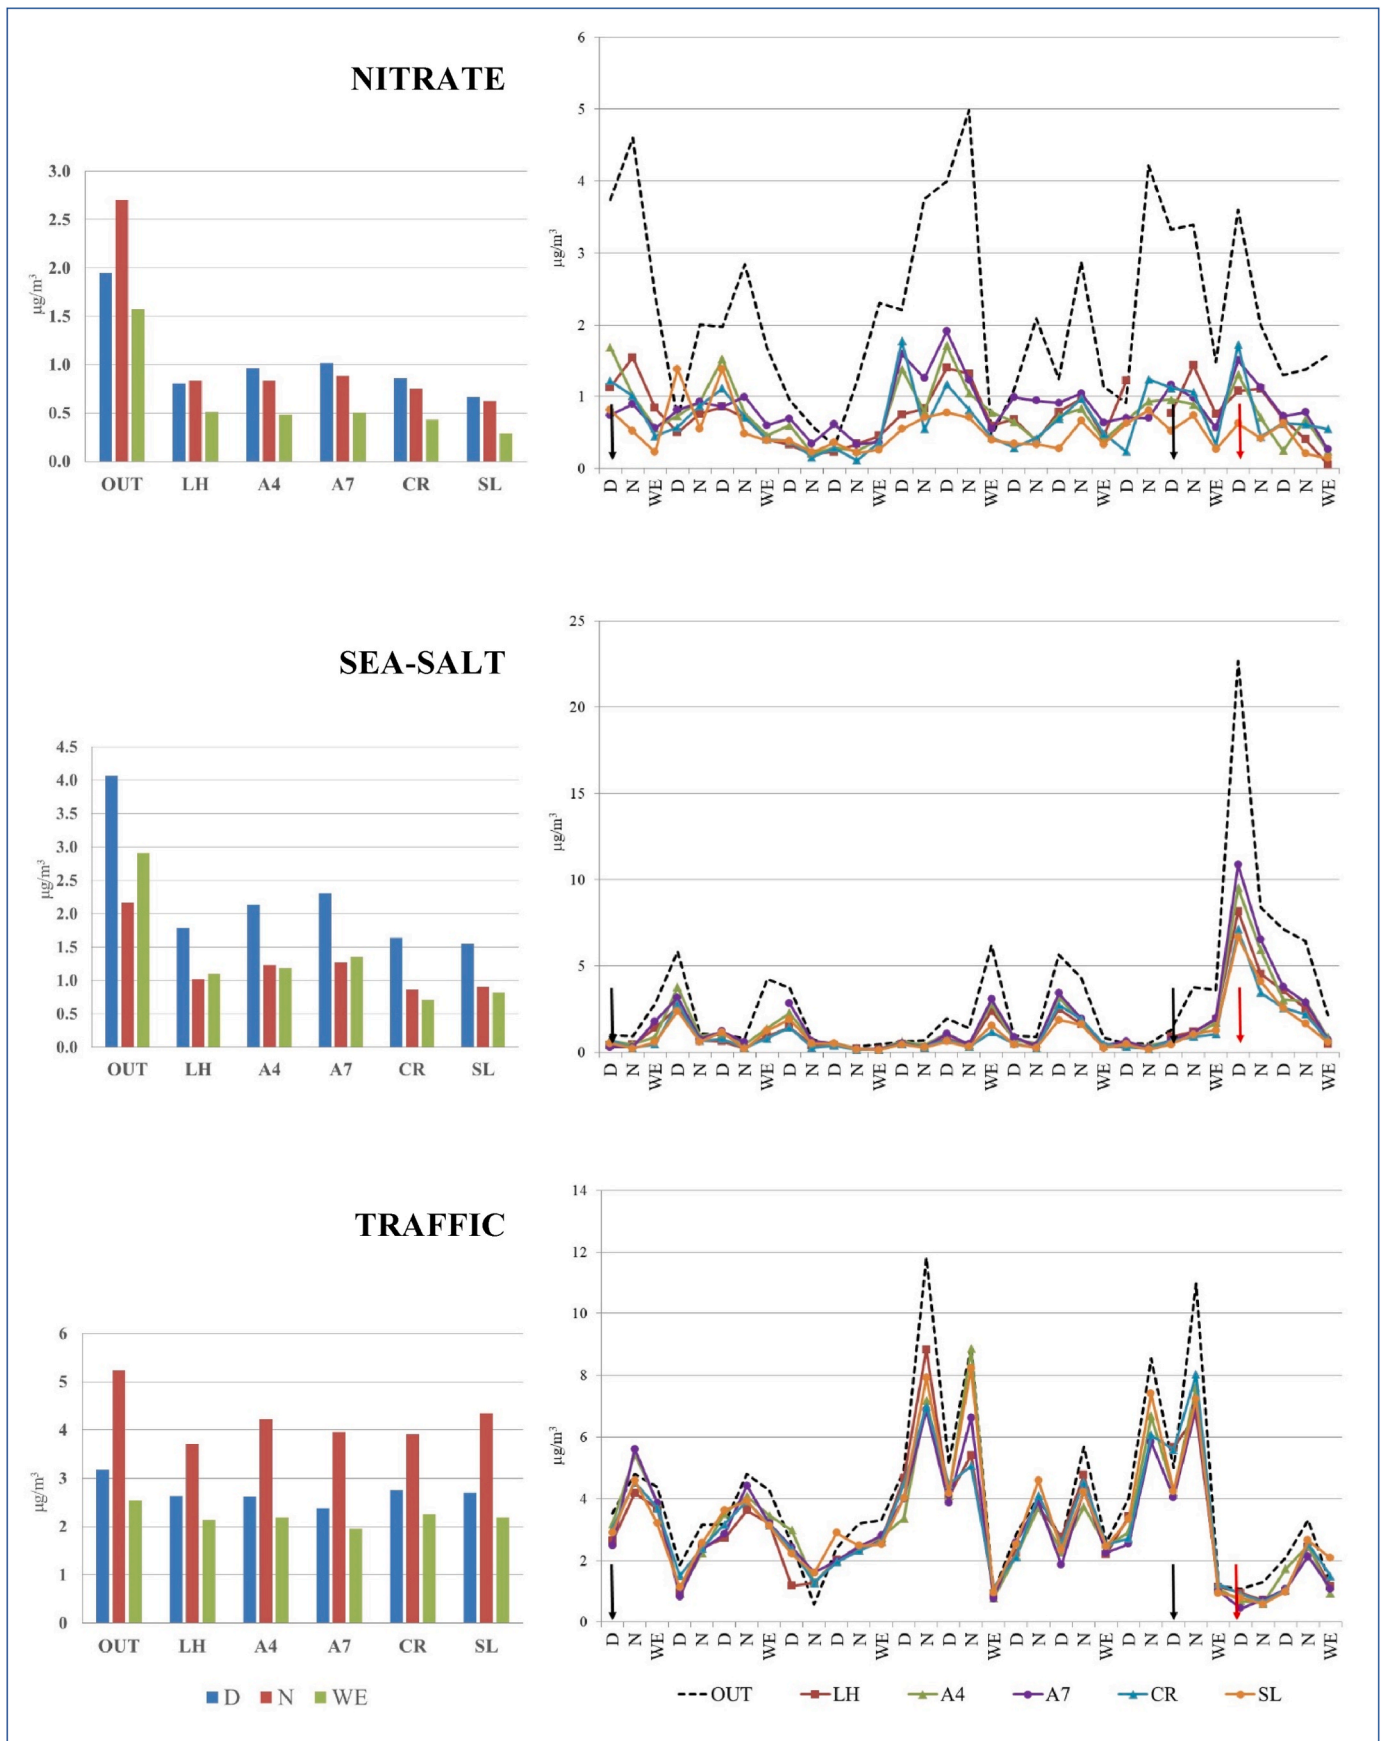 NITRATE
3.0
2.5
2.0
1.5
1.0
0.5
0.0
µg/m³
OUT LH A4 A7 CR SL
6
5
4
3
2
1
0
µg/m³
D N WE D N D N WE D N D N WE D N D N WE D N D N WE D N D N WE D N D N WE
SEA-SALT
4.5
4.0
3.5
3.0
2.5
2.0
1.5
1.0
0.5
0.0
µg/m³
OUT LH A4 A7 CR SL
25
20
15
10
5
0
µg/m³
D N WE D N D N WE D N D N WE D N D N WE D N D N WE D N D N WE D N D N WE
TRAFFIC
6
5
4
3
2
1
0
µg/m³
OUT LH A4 A7 CR SL
D N WE
14
12
10
8
6
4
2
0
µg/m³
D N WE D N D N WE D N D N WE D N D N WE D N D N WE D N D N WE D N D N WE
OUT LH A4 A7 CR SL